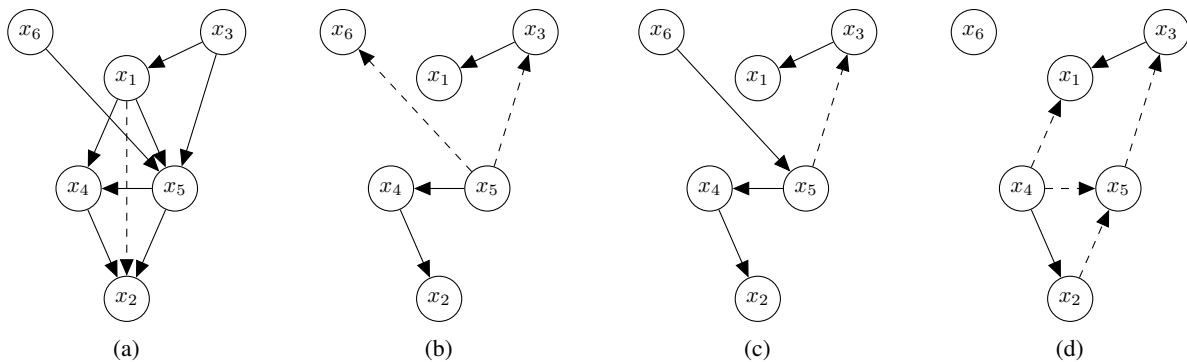 x₆ x₃ x₁ x₄ x₅ x₂
(a)
x₆ x₃ x₁ x₄ x₅ x₂
(b)
x₆ x₃ x₁ x₄ x₅ x₂
(c)
x₆ x₃ x₁ x₄ x₅ x₂
(d)